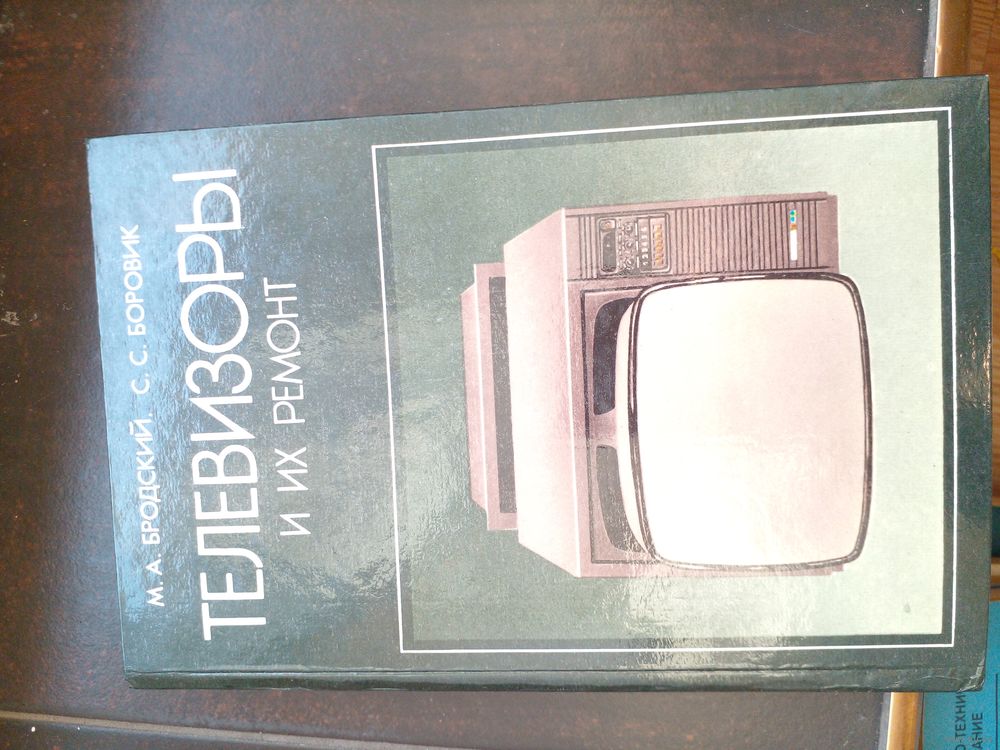 М. А. БРОДСКИЙ, С. С. БОРОВИК
ТЕЛЕВИЗОРЫ
И ИХ РЕМОНТ